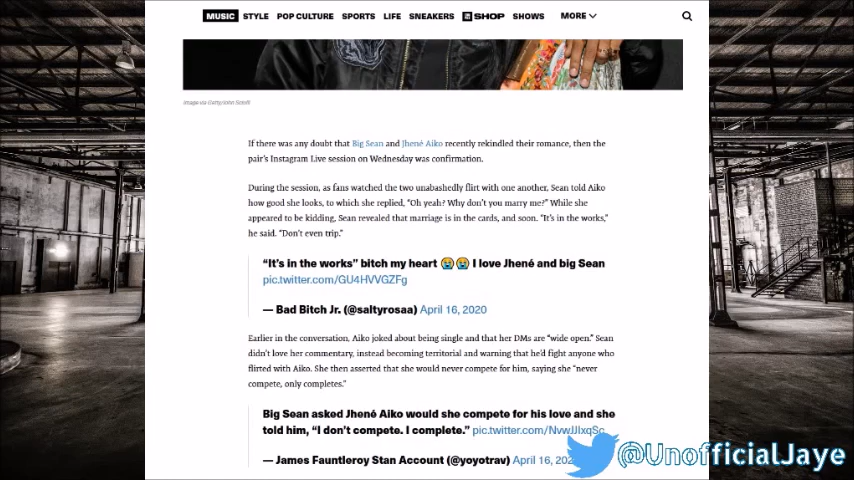 MUSIC STYLE POP CULTURE SPORTS LIFE SNEAKERS SHOP SHOWS MORE
If there was any doubt that Big Sean and Jhené Aiko recently rekindled their romance, then the
pair's Instagram Live session on Wednesday was confirmation.
During the session, as fans watched the two unabashedly flirt with one another, Sean told Aiko
how good she looks, to which she replied, "Oh yeah? Why don't you marry me?" While she
appeared to be kidding, Sean revealed that marriage is in the cards, and soon. "It's in the works,"
he said. "Don't even trip."
"It's in the works" bitch my heart 😭😭 I love Jhené and big Sean
pic.twitter.com/GU4HVVGZFg
— Bad Bitch Jr. (@saltyrosaa) April 16, 2020
Earlier in the conversation, Aiko joked about being single and that her DMs are "wide open." Sean
didn't love her commentary, instead becoming territorial and warning that he'd fight anyone who
flirted with Aiko. She then asserted that she would never compete for him, saying she "never
compete, only completes."
Big Sean asked Jhené Aiko would she compete for his love and she
told him, "I don't compete. I complete."
— James Fauntleroy Stan Account (@yoyotrav) April 16,
@UnofficialJaye